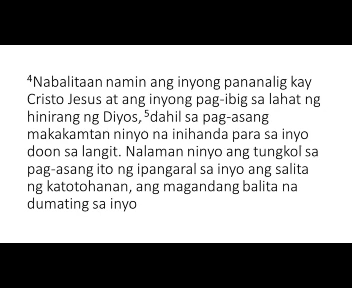 ⁴Nabalitaan namin ang inyong pananalig kay
Cristo Jesus at ang inyong pag-ibig sa lahat ng
hinirang ng Diyos, ⁵dahil sa pag-asang
makakamtan ninyo na inihanda para sa inyo
doon sa langit. Nalaman ninyo ang tungkol sa
pag-asang ito ng ipangaral sa inyo ang salita
ng katotohanan, ang magandang balita na
dumating sa inyo